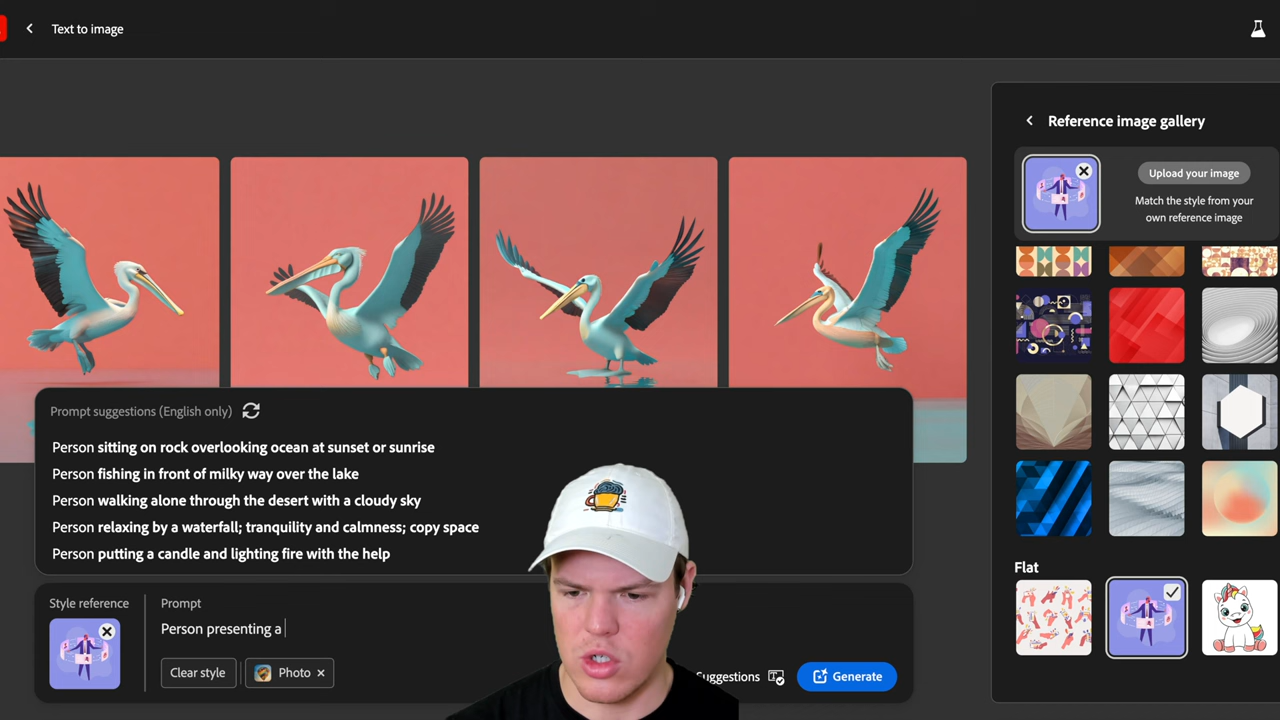 Text to image
Reference image gallery
Upload your image
Match the style from your
own reference image
Prompt suggestions (English only)
Person sitting on rock overlooking ocean at sunset or sunrise
Person fishing in front of milky way over the lake
Person walking alone through the desert with a cloudy sky
Person relaxing by a waterfall; tranquility and calmness; copy space
Person putting a candle and lighting fire with the help
Flat
Style reference
Prompt
Person presenting a
Clear style
Photo
Suggestions
Generate